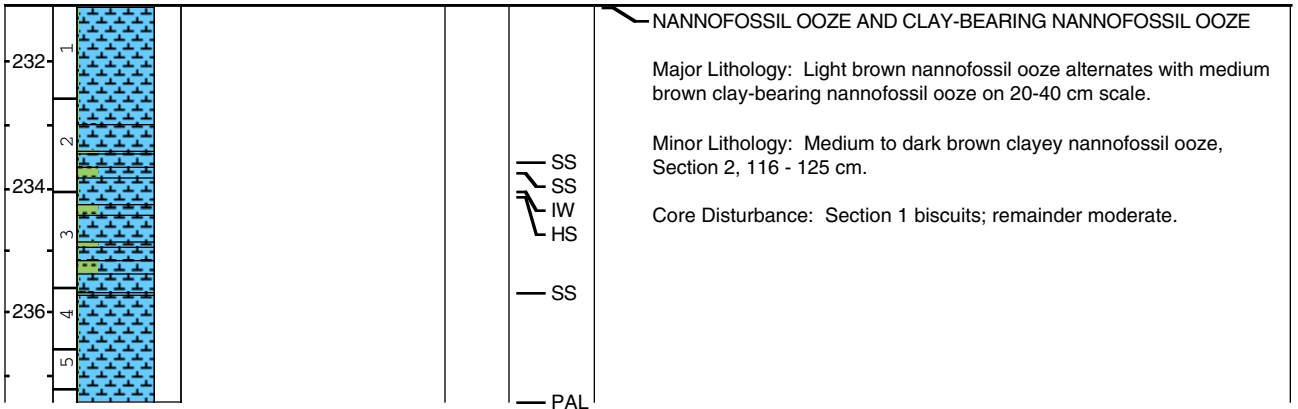 NANNOFOSSIL OOZE AND CLAY-BEARING NANNOFOSSIL OOZE
Major Lithology: Light brown nannofossil ooze alternates with medium
brown clay-bearing nannofossil ooze on 20-40 cm scale.
Minor Lithology: Medium to dark brown clayey nannofossil ooze,
Section 2, 116 - 125 cm.
Core Disturbance: Section 1 biscuits; remainder moderate.
232
234
236
1
2
3
4
5
SS
SS
IW
HS
SS
PAL